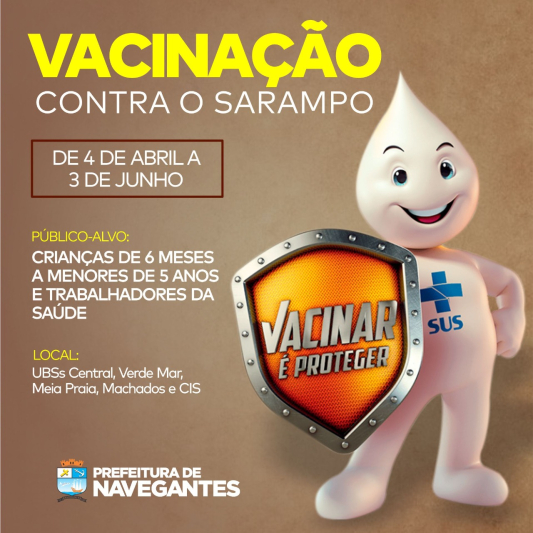 VACINAÇÃO
CONTRA O SARAMPO
DE 4 DE ABRIL A
3 DE JUNHO
PÚBLICO-ALVO:
CRIANÇAS DE 6 MESES
A MENORES DE 5 ANOS
E TRABALHADORES DA
SAÚDE
LOCAL:
UBSs Central, Verde Mar,
Meia Praia, Machados e CIS
VACINAR
É PROTEGER
SUS
PREFEITURA DE
NAVEGANTES